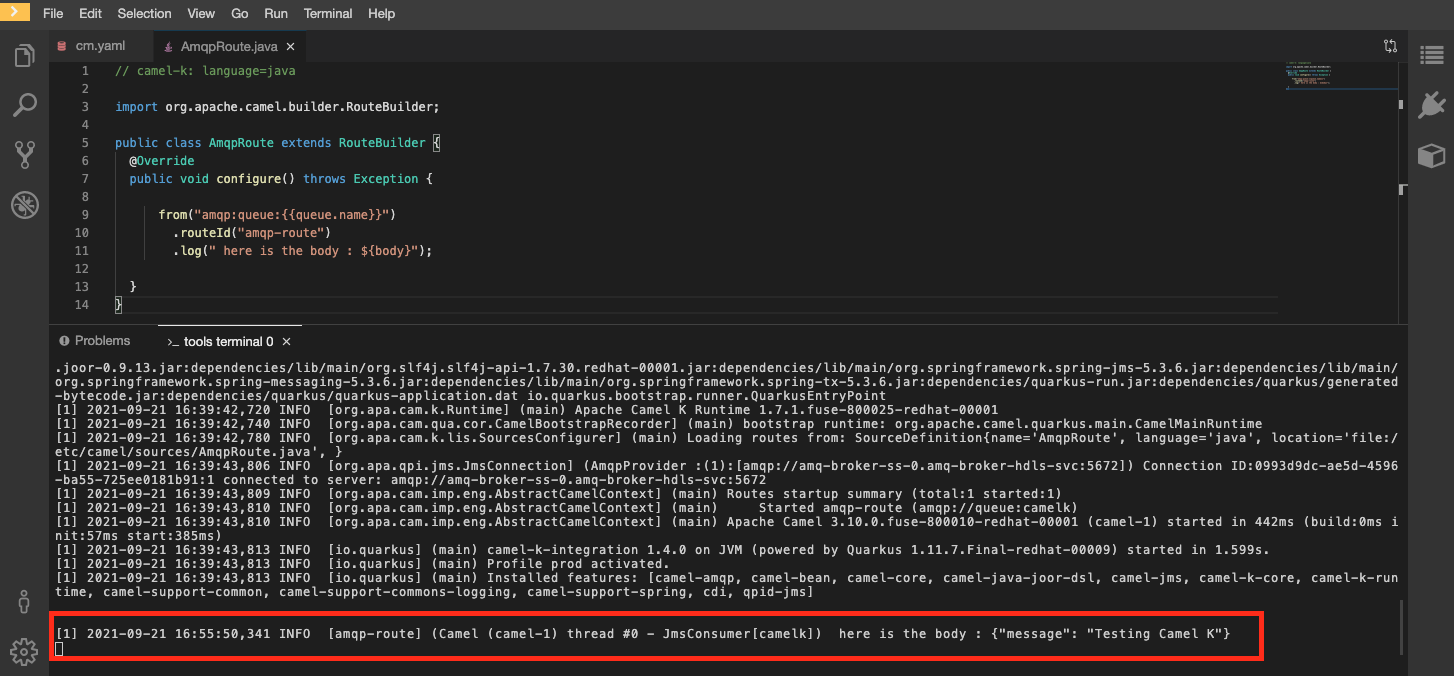 File Edit Selection View Go Run Terminal Help
cm.yaml AmqpRoute.java ×
1 // camel-k: language=java
2
3 import org.apache.camel.builder.RouteBuilder;
4
5 public class AmqpRoute extends RouteBuilder {
6 @Override
7 public void configure() throws Exception {
8
9 from("amqp:queue:{{queue.name}}")
10 .routeId("amqp-route")
11 .log(" here is the body : ${body}");
12
13 }
14 }
Problems >_ tools terminal 0 ×
.joor-0.9.13.jar:dependencies/lib/main/org.slf4j.slf4j-api-1.7.30.redhat-00001.jar:dependencies/lib/main/org.springframework.spring-jms-5.3.6.jar:dependencies/lib/main/
org.springframework.spring-messaging-5.3.6.jar:dependencies/lib/main/org.springframework.spring-tx-5.3.6.jar:dependencies/quarkus-run.jar:dependencies/quarkus/generated
-bytecode.jar:dependencies/quarkus/quarkus-application.dat io.quarkus.bootstrap.runner.QuarkusEntryPoint
[1] 2021-09-21 16:39:42,720 INFO  [org.apa.cam.k.Runtime] (main) Apache Camel K Runtime 1.7.1.fuse-800025-redhat-00001
[1] 2021-09-21 16:39:42,740 INFO  [org.apa.cam.qua.cor.CamelBootstrapRecorder] (main) bootstrap runtime: org.apache.camel.quarkus.main.CamelMainRuntime
[1] 2021-09-21 16:39:42,780 INFO  [org.apa.cam.k.lis.SourcesConfigurer] (main) Loading routes from: SourceDefinition{name='AmqpRoute', language='java', location='file:/
etc/camel/sources/AmqpRoute.java', }
[1] 2021-09-21 16:39:43,806 INFO  [org.apa.qpi.jms.JmsConnection] (AmqpProvider :(1):[amqp://amq-broker-ss-0.amq-broker-hdls-svc:5672]) Connection ID:0993d9dc-ae5d-4596
-ba55-725ee0181b91:1 connected to server: amqp://amq-broker-ss-0.amq-broker-hdls-svc:5672
[1] 2021-09-21 16:39:43,809 INFO  [org.apa.cam.imp.eng.AbstractCamelContext] (main) Routes startup summary (total:1 started:1)
[1] 2021-09-21 16:39:43,810 INFO  [org.apa.cam.imp.eng.AbstractCamelContext] (main)     Started amqp-route (amqp://queue:camelk)
[1] 2021-09-21 16:39:43,810 INFO  [org.apa.cam.imp.eng.AbstractCamelContext] (main) Apache Camel 3.10.0.fuse-800010-redhat-00001 (camel-1) started in 442ms (build:0ms i
nit:57ms start:385ms)
[1] 2021-09-21 16:39:43,813 INFO  [io.quarkus] (main) camel-k-integration 1.4.0 on JVM (powered by Quarkus 1.11.7.Final-redhat-00009) started in 1.599s.
[1] 2021-09-21 16:39:43,813 INFO  [io.quarkus] (main) Profile prod activated.
[1] 2021-09-21 16:39:43,813 INFO  [io.quarkus] (main) Installed features: [camel-amqp, camel-bean, camel-core, camel-java-joor-dsl, camel-jms, camel-k-core, camel-k-run
time, camel-support-common, camel-support-commons-logging, camel-support-spring, cdi, qpid-jms]
[1] 2021-09-21 16:55:50,341 INFO  [amqp-route] (Camel (camel-1) thread #0 - JmsConsumer[camelk])  here is the body : {"message": "Testing Camel K"}